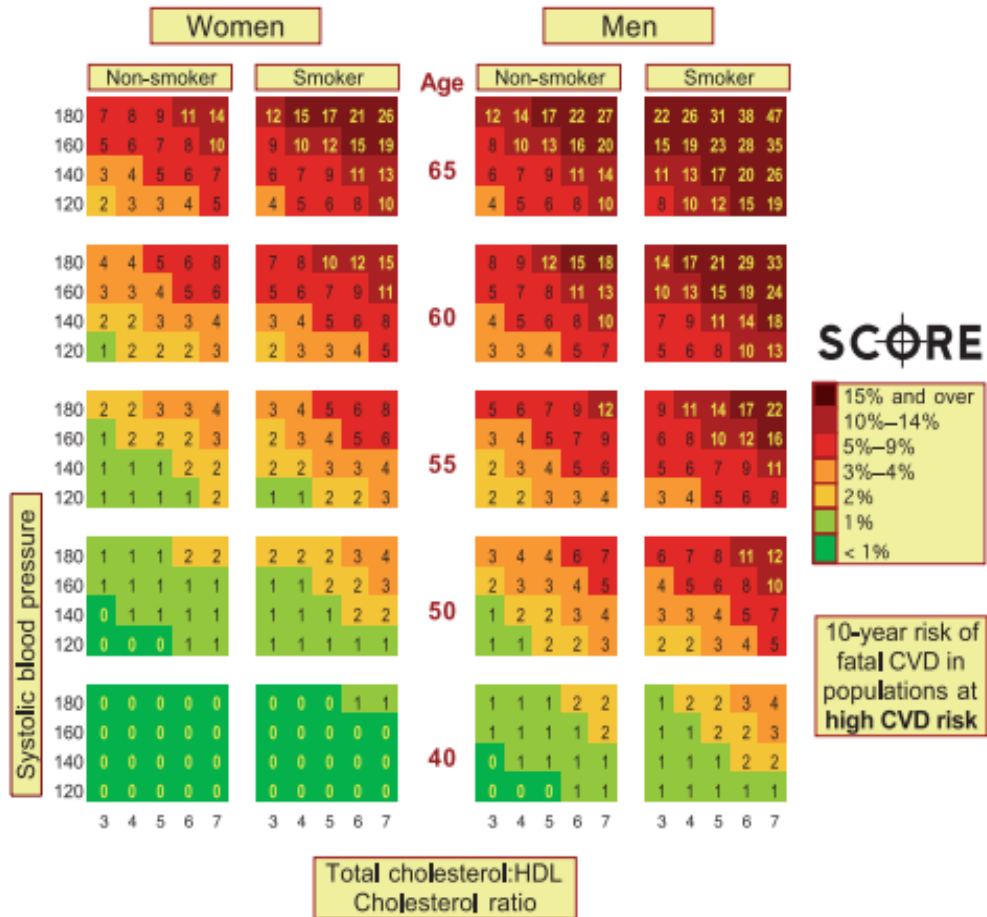 Women Men
Non-smoker Smoker Age Non-smoker Smoker
180 7 8 9 11 14 12 15 17 21 26 12 14 17 22 27 22 26 31 38 47
160 5 6 7 8 10 9 10 12 15 19 8 10 13 16 20 15 19 23 28 35
65
140 3 4 5 6 7 6 7 9 11 13 6 7 9 11 14 11 13 17 20 26
120 2 3 3 4 5 4 5 6 8 10 4 5 6 8 10 8 10 12 15 19
180 4 4 5 6 8 7 8 10 12 15 8 9 12 15 18 14 17 21 29 33
160 3 3 4 5 6 5 6 7 9 11 5 7 8 11 13 10 13 15 19 24
60
140 2 2 3 3 4 3 4 5 6 8 4 5 6 8 10 7 9 11 14 18
120 1 2 2 2 3 2 3 3 4 5 3 3 4 5 7 5 6 8 10 13
180 2 2 3 3 4 3 4 5 6 8 5 6 7 9 12 9 11 14 17 22
160 1 2 2 2 3 2 3 4 5 6 3 4 5 7 9 6 8 10 12 16
55
140 1 1 1 2 2 2 2 3 3 4 2 3 4 5 6 5 6 7 9 11
120 1 1 1 1 2 1 1 2 2 3 2 2 3 3 4 3 4 5 6 8
180 1 1 1 2 2 2 2 2 3 4 3 4 4 6 7 6 7 8 11 12
160 1 1 1 1 1 1 1 2 2 3 2 3 3 4 5 4 5 6 8 10
50
140 0 1 1 1 1 1 1 1 2 2 1 2 2 3 4 3 3 4 5 7
120 0 0 0 1 1 1 1 1 1 1 1 1 2 2 3 2 2 3 4 5
180 0 0 0 0 0 0 0 0 1 1 1 1 1 2 2 1 2 2 3 4
160 0 0 0 0 0 0 0 0 0 0 1 1 1 1 2 1 1 2 2 3
40
140 0 0 0 0 0 0 0 0 0 0 0 1 1 1 1 1 1 1 2 2
120 0 0 0 0 0 0 0 0 0 0 0 0 0 1 1 1 1 1 1 1
3 4 5 6 7 3 4 5 6 7 3 4 5 6 7 3 4 5 6 7
Systolic blood pressure
Total cholesterol:HDL
Cholesterol ratio
SCORE
15% and over
10%–14%
5%–9%
3%–4%
2%
1%
< 1%
10-year risk of
fatal CVD in
populations at
high CVD risk